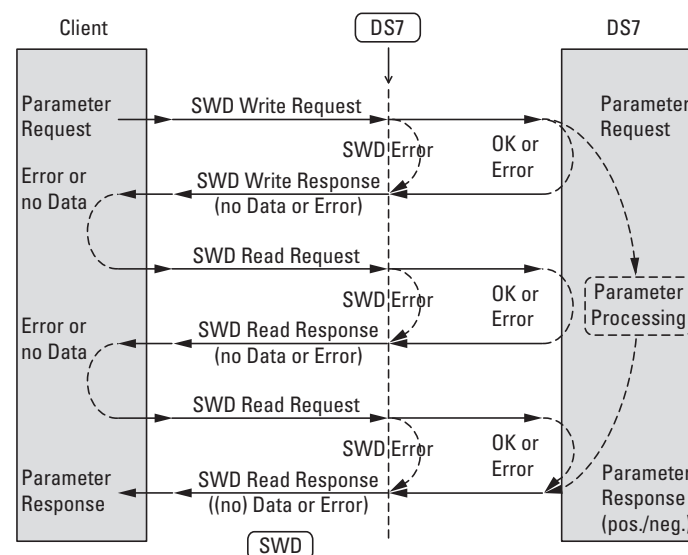 Client
DS7
DS7
Parameter
Request
SWD Write Request
SWD Error
OK or
Error
Parameter
Request
Error or
no Data
SWD Write Response
(no Data or Error)
SWD Read Request
SWD Error
OK or
Error
Parameter
Processing
Error or
no Data
SWD Read Response
(no Data or Error)
SWD Read Request
SWD Error
OK or
Error
Parameter
Response
SWD Read Response
((no) Data or Error)
Parameter
Response
(pos./neg.)
SWD